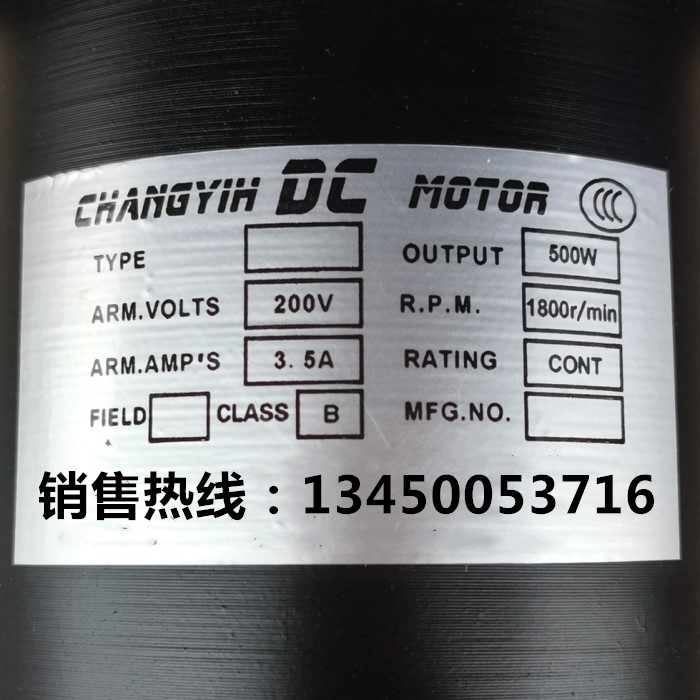 CHANGYIH DC MOTOR CCC
TYPE OUTPUT 500W
ARM.VOLTS 200V R.P.M. 1800r/min
ARM.AMP'S 3.5A RATING CONT
FIELD CLASS B MFG.NO.
销售热线：13450053716